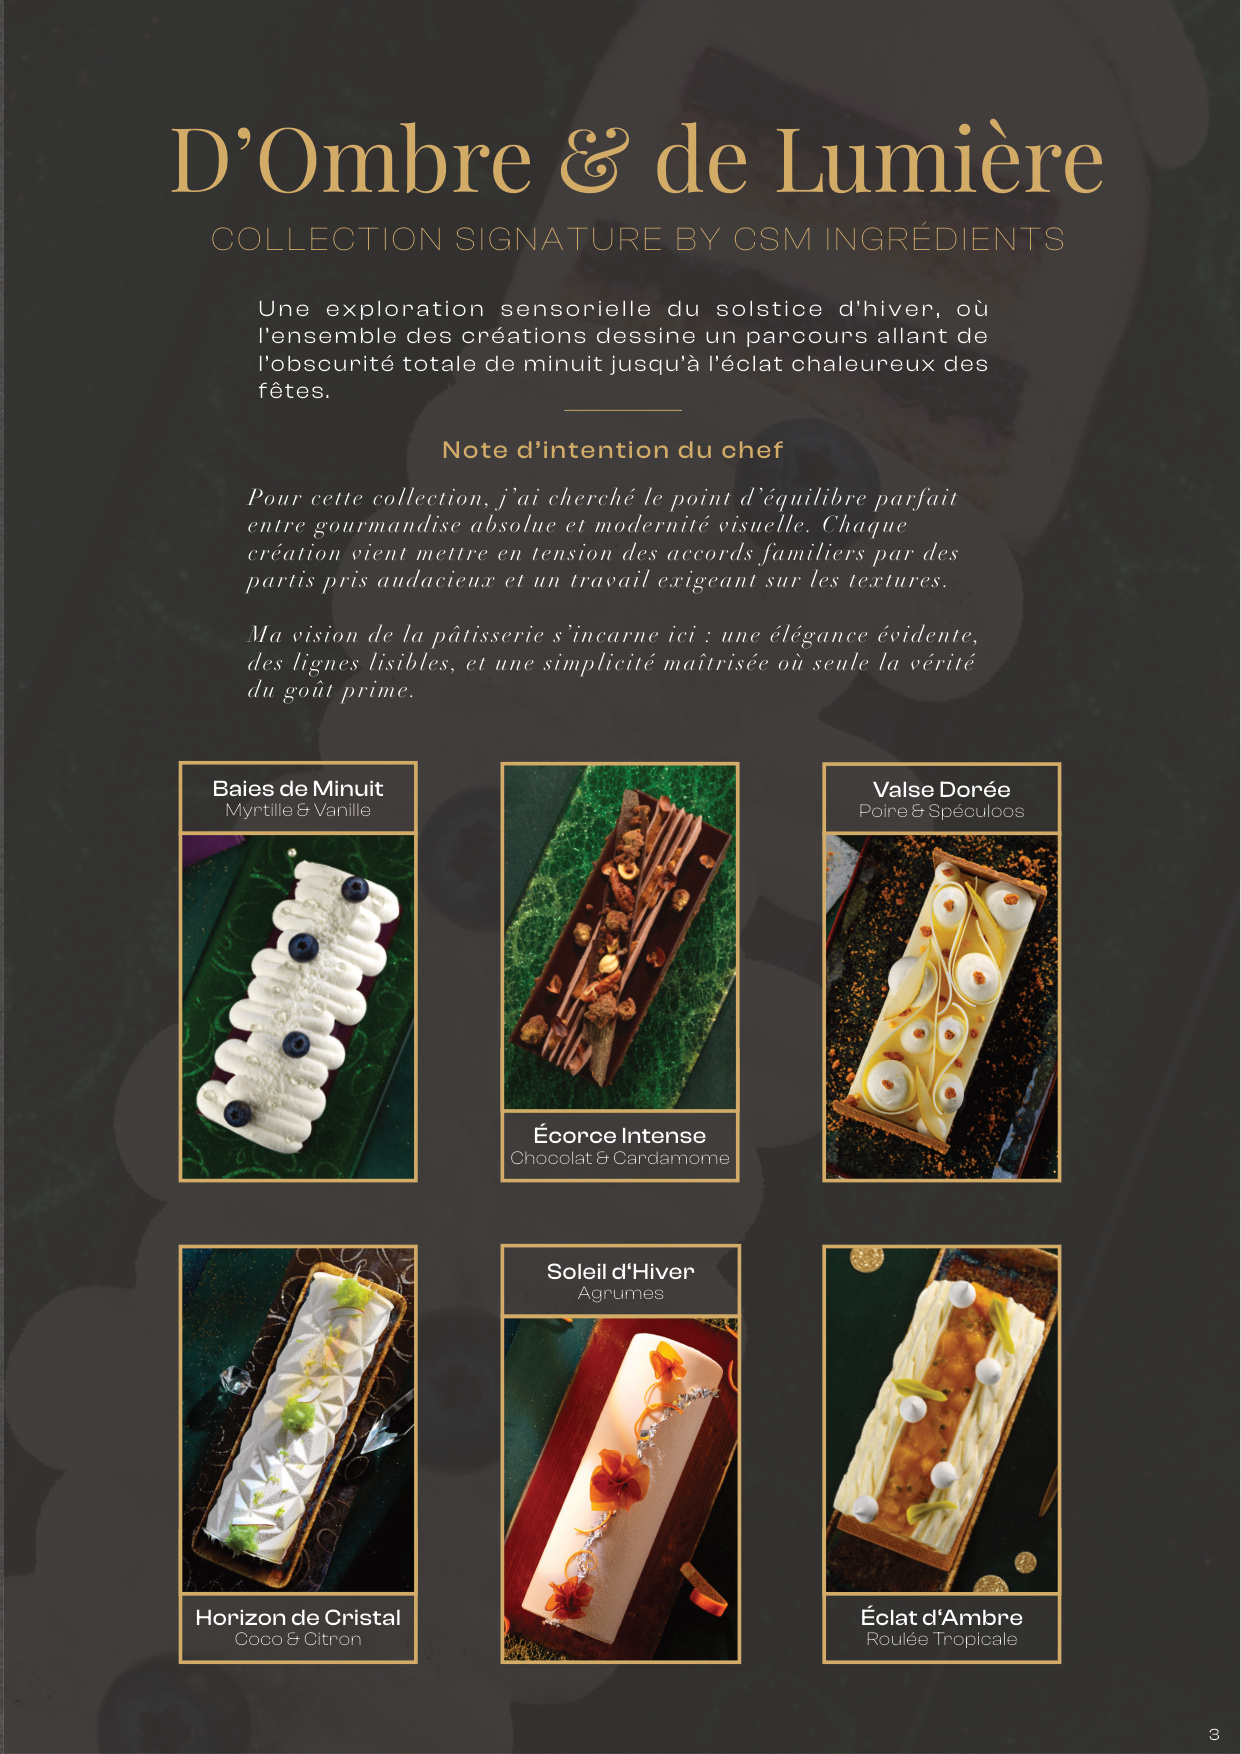 D’Ombre & de Lumière
COLLECTION SIGNATURE BY CSM INGRÉDIENTS
Une exploration sensorielle du solstice d’hiver, où
l’ensemble des créations dessine un parcours allant de
l’obscurité totale de minuit jusqu’à l’éclat chaleureux des
fêtes.
Note d’intention du chef
Pour cette collection, j’ai cherché le point d’équilibre parfait
entre gourmandise absolue et modernité visuelle. Chaque
création vient mettre en tension des accords familiers par des
partis pris audacieux et un travail exigeant sur les textures.
Ma vision de la pâtisserie s’incarne ici : une élégance évidente,
des lignes lisibles, et une simplicité maîtrisée où seule la vérité
du goût prime.
Baies de Minuit
Myrtille & Vanille
Écorce Intense
Chocolat & Cardamome
Valse Dorée
Poire & Spéculoos
Horizon de Cristal
Coco & Citron
Soleil d‘Hiver
Agrumes
Éclat d‘Ambre
Roulée Tropicale
3